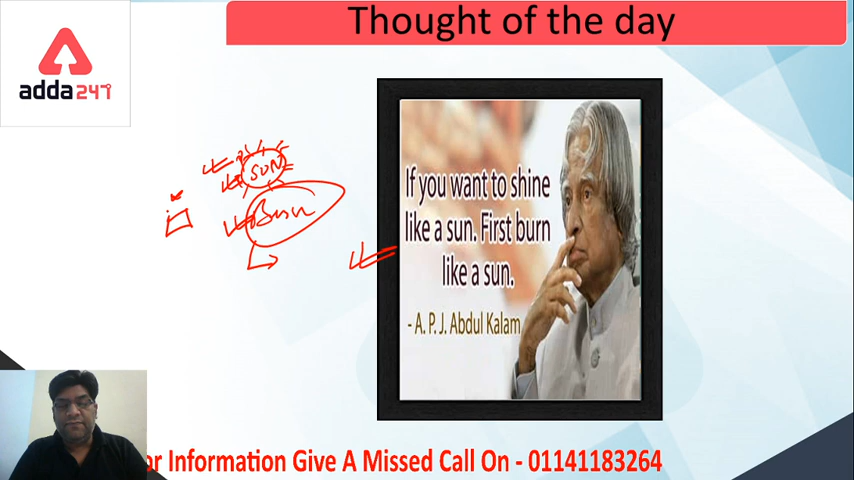 Thought of the day
adda247
SUN
Burn
If you want to shine
like a sun. First burn
like a sun.
- A. P. J. Abdul Kalam
or Information Give A Missed Call On - 01141183264